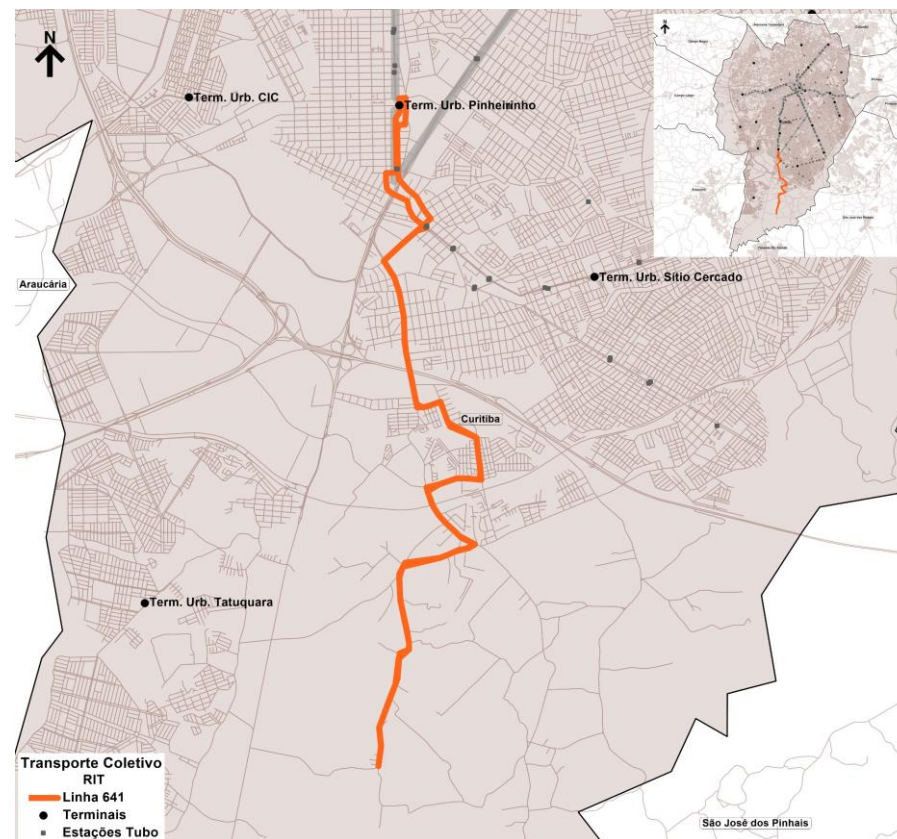 N
Term. Urb. CIC
Term. Urb. Pinheirinho
Araucária
Term. Urb. Sítio Cercado
Curitiba
Term. Urb. Tatuquara
Transporte Coletivo
RIT
Linha 641
Terminais
Estações Tubo
São José dos Pinhais
N